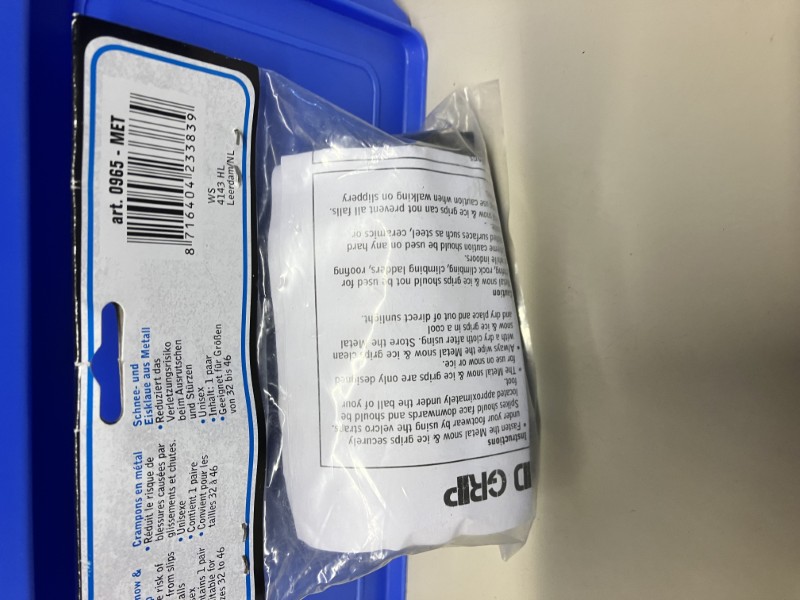 art. 0965 - MET
8 716404 233839
WS
4143 HL
Leerdam/NL
Schnee- und
Eisklaue aus Metall
• Reduziert das
Verletzungsrisiko
beim Ausrutschen
und Stürzen
• Unisex
• Inhalt: 1 paar
• Geeignet für Größen
von 32 bis 46
Crampons en métal
• Réduit le risque de
blessures causées par
glissements et chutes.
• Unisexe
• Contient 1 paire
• Convient pour les
tailles 32 à 46
risk of
from slips
1 pair
for
32 to 46
GRIP
Instructions
• Fasten the Metal snow & ice grips securely
under your footwear by using the velcro straps.
Spikes should face downwards and should be
located approximately under the ball of your
foot.
• The Metal snow & ice grips are only designed
for use on snow or ice.
• Always wipe the Metal snow & ice grips clean
with a dry cloth after using. Store the Metal
snow & ice grips in a cool
and dry place and out of direct sunlight.
snow & ice grips should not be used for
rock climbing, climbing ladders, roofing
while indoors.
caution should be used on any hard
surfaces such as steel, ceramics or
snow & ice grips can not prevent all falls.
caution when walking on slippery